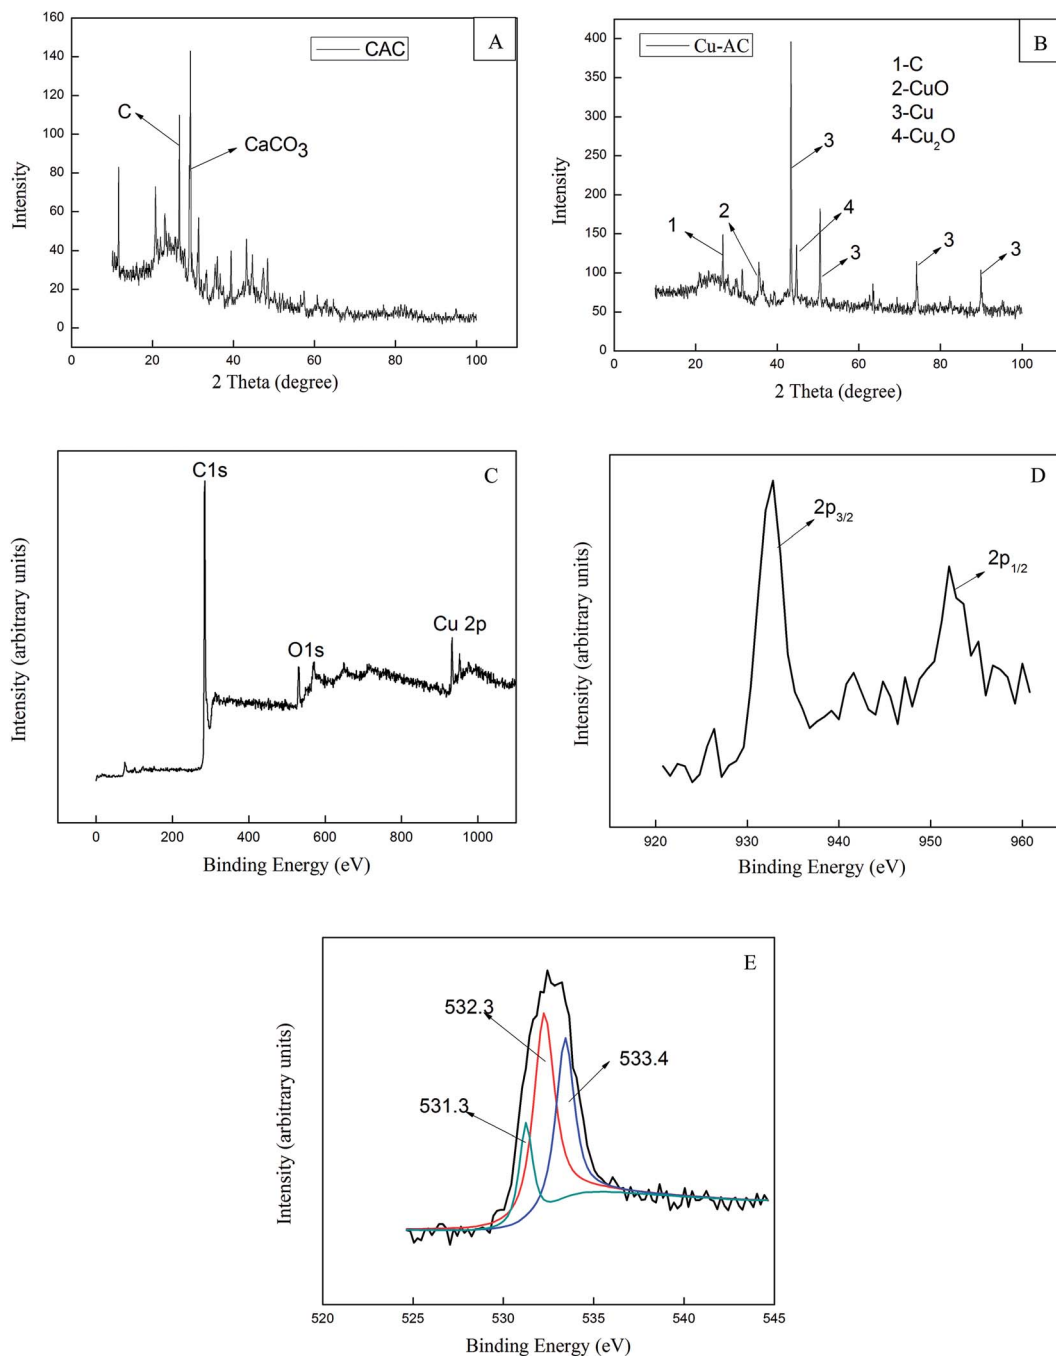 A
CAC
C
CaCO₃
160
140
120
100
80
60
40
20
0
Intensity
0 20 40 60 80 100
2 Theta (degree)
B
Cu-AC
1-C
2-CuO
3-Cu
4-Cu₂O
1
2
3
4
3
3
3
400
350
300
250
200
150
100
50
0
Intensity
0 20 40 60 80 100
2 Theta (degree)
C
C1s
O1s
Cu 2p
Intensity (arbitrary units)
0 200 400 600 800 1000
Binding Energy (eV)
D
2p₃/₂
2p₁/₂
Intensity (arbitrary units)
920 930 940 950 960
Binding Energy (eV)
E
532.3
533.4
531.3
Intensity (arbitrary units)
520 525 530 535 540 545
Binding Energy (eV)